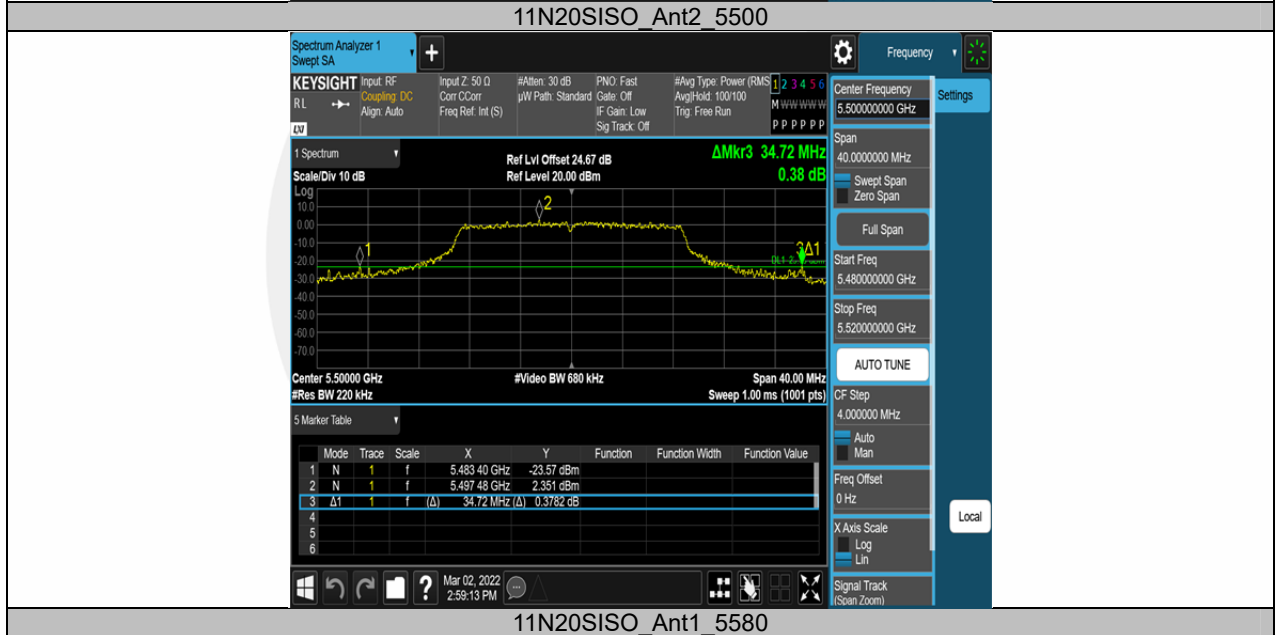 11N20SISO_Ant2_5500
Spectrum Analyzer 1
Swept SA
+
Frequency
KEYSIGHT
RL
LXI
Input: RF
Coupling: DC
Align: Auto
Input Z: 50 Ω
Corr CCorr
Freq Ref: Int (S)
#Atten: 30 dB
µW Path: Standard
PNO: Fast
Gate: Off
IF Gain: Low
Sig Track: Off
#Avg Type: Power (RMS
Avg|Hold: 100/100
Trig: Free Run
1 2 3 4 5 6
M W W W W W
P P P P P P
1 Spectrum
Scale/Div 10 dB
Ref Lvl Offset 24.67 dB
Ref Level 20.00 dBm
ΔMkr3 34.72 MHz
0.38 dB
Log
10.0
0.00
-10.0
-20.0
-30.0
-40.0
-50.0
-60.0
-70.0
1
2
3Δ1
Center 5.50000 GHz
#Res BW 220 kHz
#Video BW 680 kHz
Span 40.00 MHz
Sweep 1.00 ms (1001 pts)
5 Marker Table
Mode Trace Scale X Y Function Function Width Function Value
1 N 1 f 5.483 40 GHz -23.57 dBm
2 N 1 f 5.497 48 GHz 2.351 dBm
3 Δ1 1 f (Δ) 34.72 MHz (Δ) 0.3782 dB
4
5
6
Mar 02, 2022
2:59:13 PM
Center Frequency
5.500000000 GHz
Settings
Span
40.0000000 MHz
Swept Span
Zero Span
Full Span
Start Freq
5.480000000 GHz
Stop Freq
5.520000000 GHz
AUTO TUNE
CF Step
4.000000 MHz
Auto
Man
Freq Offset
0 Hz
X Axis Scale
Log
Lin
Signal Track
(Span Zoom)
Local
11N20SISO_Ant1_5580